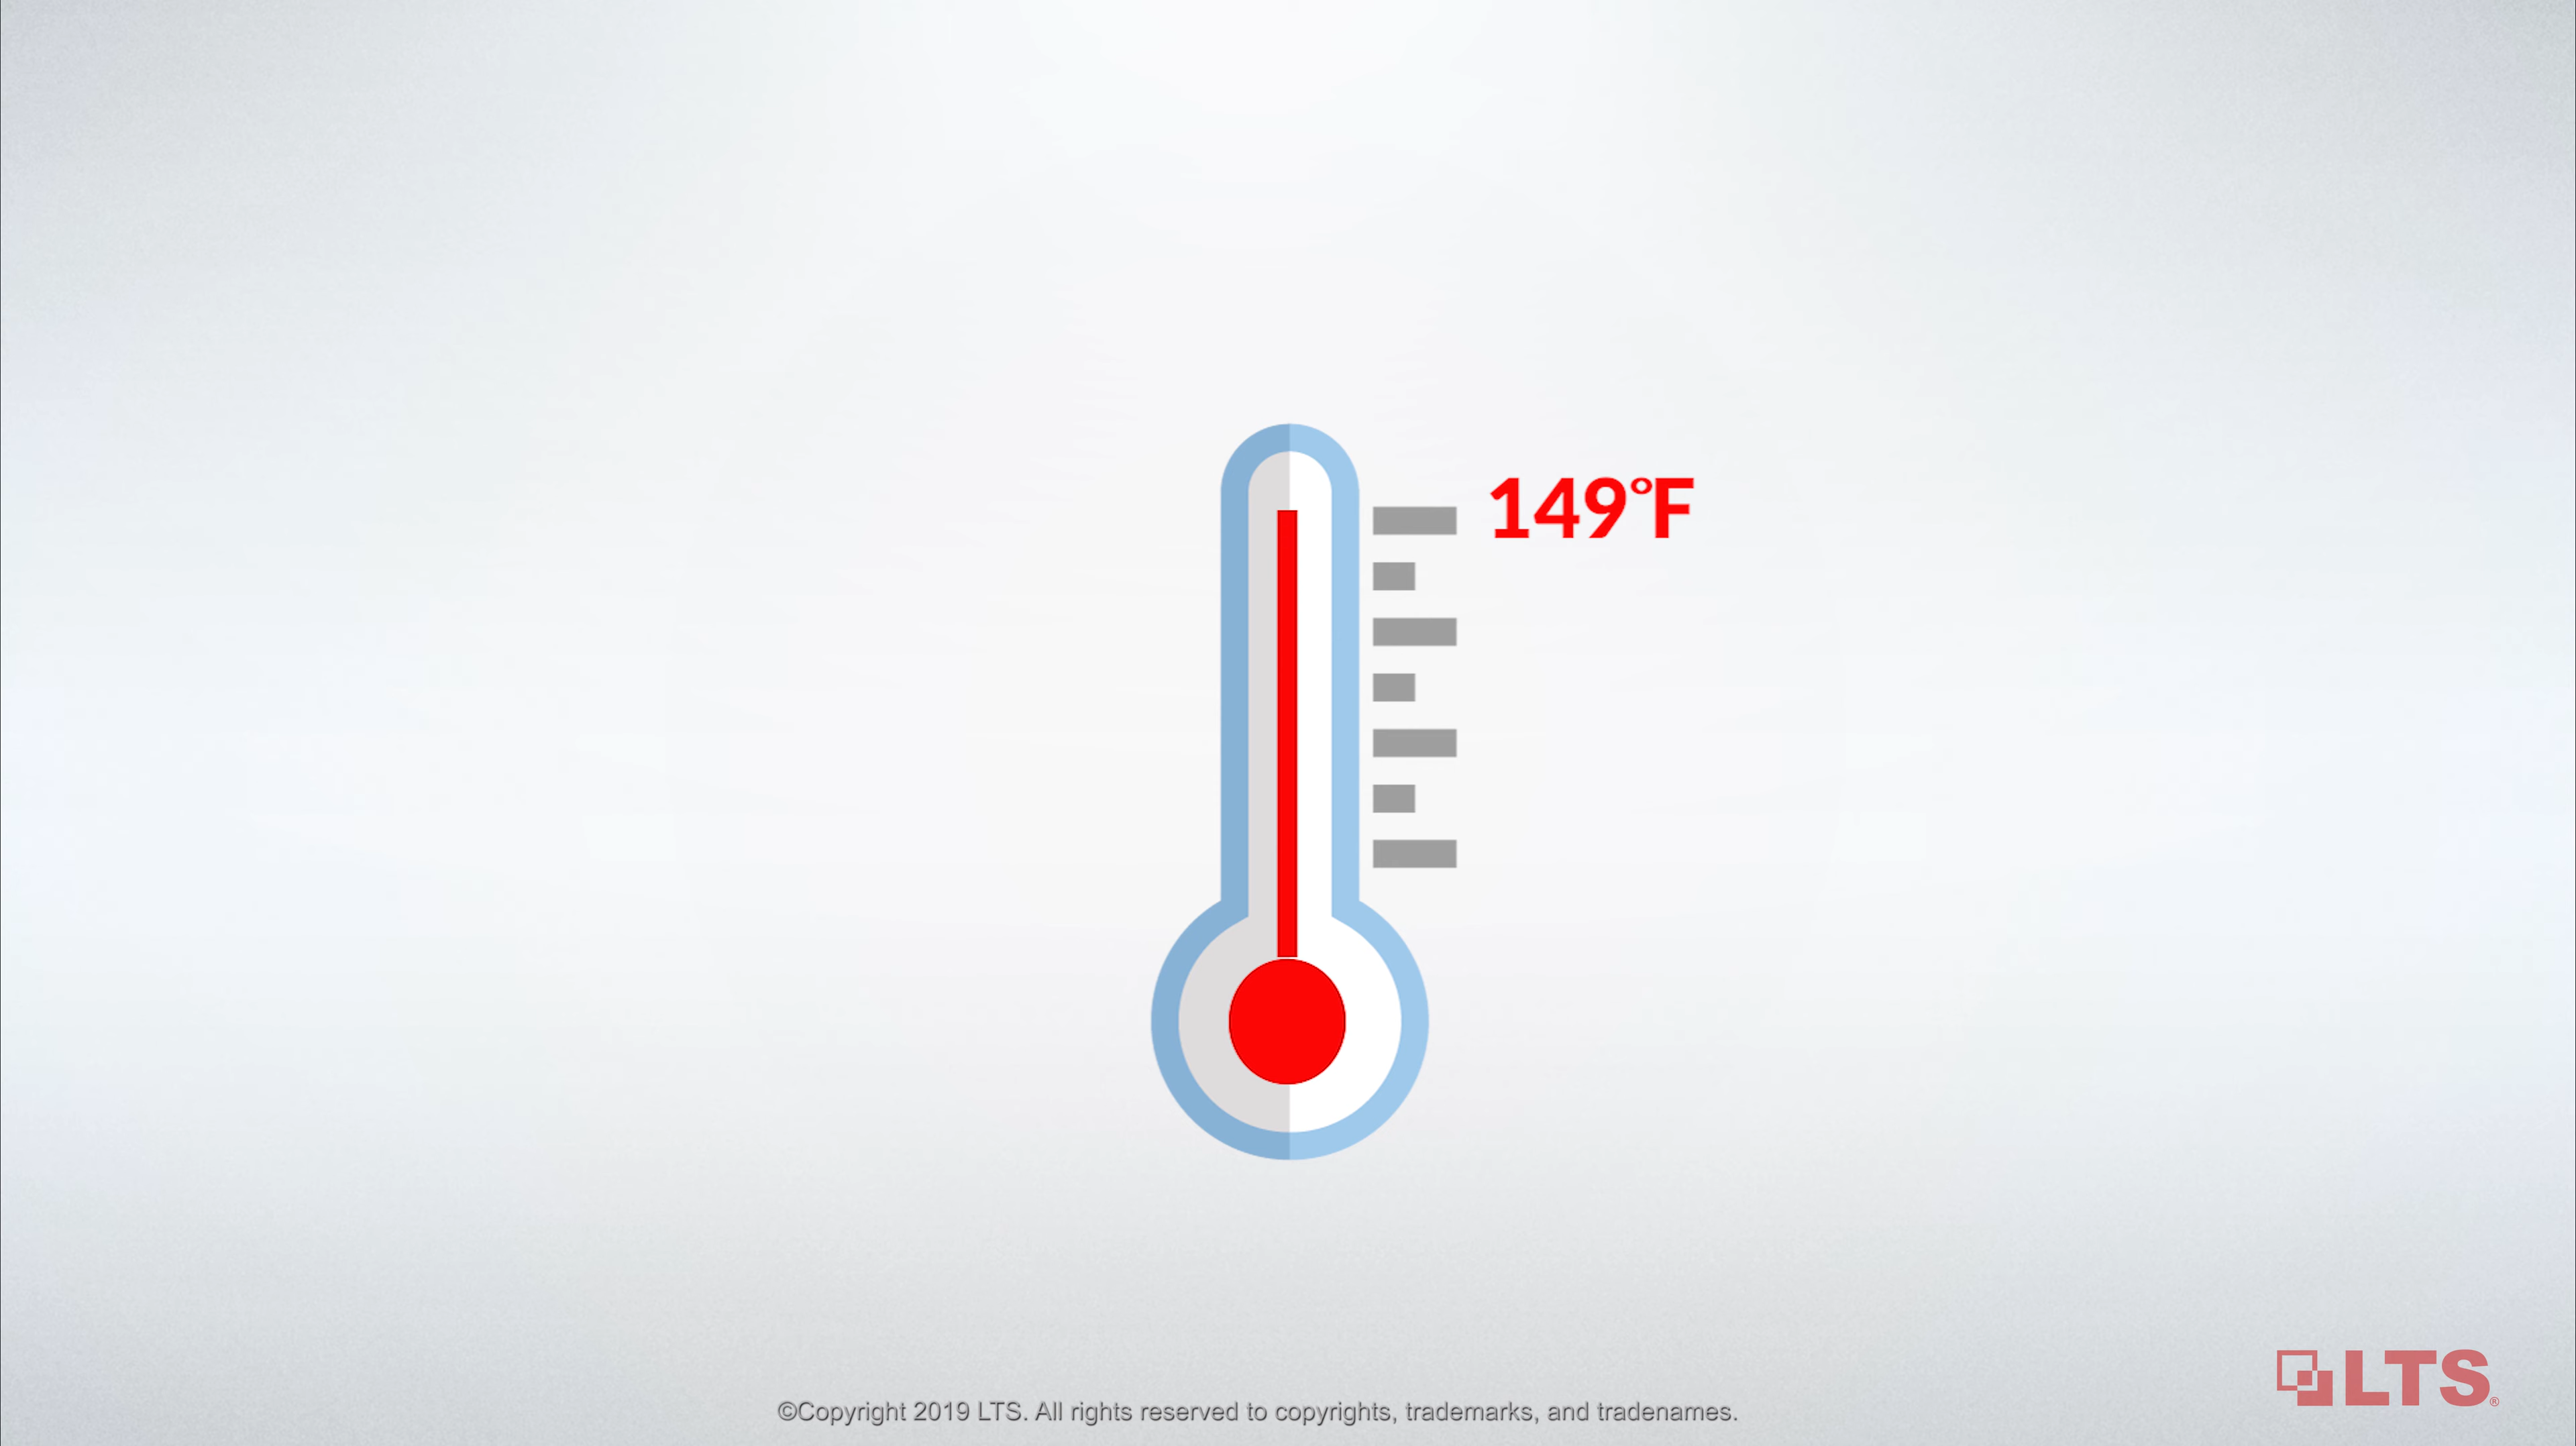 149°F
LTS®
©Copyright 2019 LTS. All rights reserved to copyrights, trademarks, and tradenames.